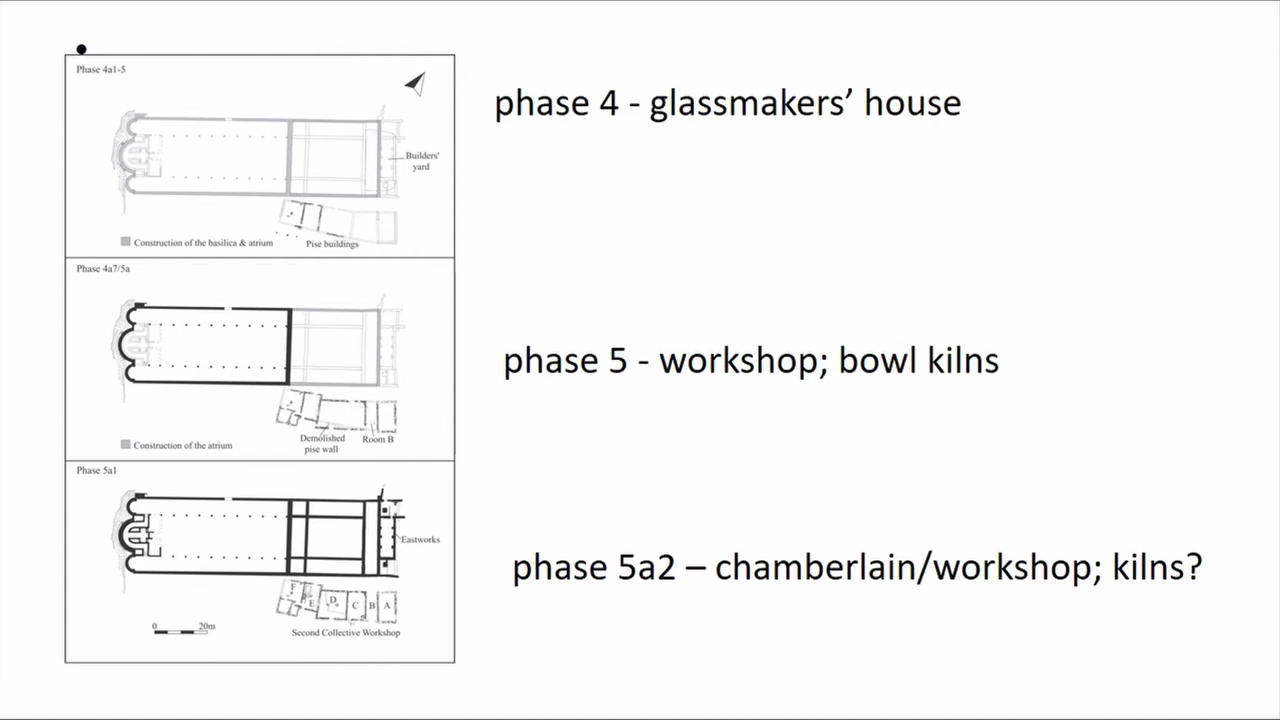 Phase 4a1-5
phase 4 - glassmakers’ house
Builders’
yard
Construction of the basilica & atrium
Pise buildings
Phase 4a7/5a
phase 5 - workshop; bowl kilns
Demolished
pise wall
Room B
Construction of the atrium
Phase 5a1
Eastworks
phase 5a2 – chamberlain/workshop; kilns?
F E D C B A
0 20m
Second Collective Workshop